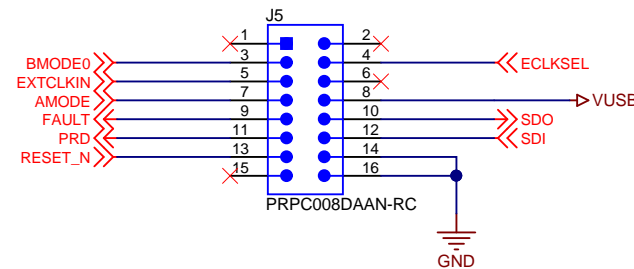 J5
1 2
BMODE0 3 4 ECLKSEL
EXTCLKIN 5 6
AMODE 7 8 VUSB
FAULT 9 10 SDO
PRD 11 12 SDI
RESET_N 13 14
15 16
PRPC008DAAN-RC
GND